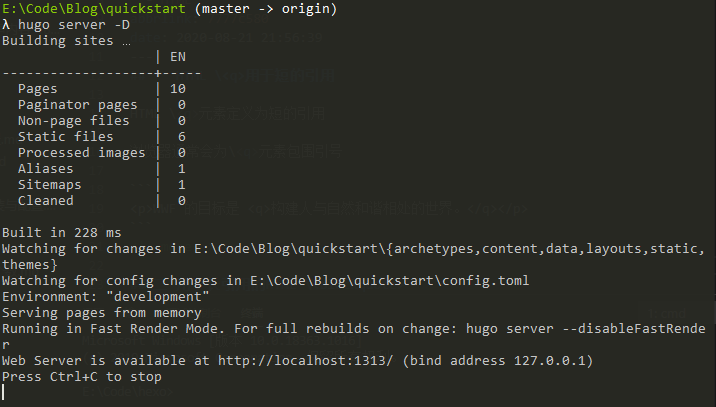 E:\Code\Blog\quickstart (master -> origin)
λ hugo server -D
Building sites …
| EN
-------------------+-----
Pages | 10
Paginator pages | 0
Non-page files | 0
Static files | 6
Processed images | 0
Aliases | 1
Sitemaps | 1
Cleaned | 0
Built in 228 ms
Watching for changes in E:\Code\Blog\quickstart\{archetypes,content,data,layouts,static,
themes}
Watching for config changes in E:\Code\Blog\quickstart\config.toml
Environment: "development"
Serving pages from memory
Running in Fast Render Mode. For full rebuilds on change: hugo server --disableFastRende
r
Web Server is available at http://localhost:1313/ (bind address 127.0.0.1)
Press Ctrl+C to stop